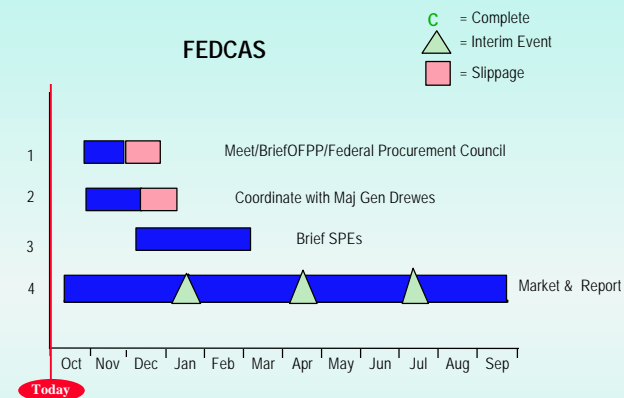 FEDCAS
C = Complete
= Interim Event
= Slippage
1 Meet/BriefOFPP/Federal Procurement Council
2 Coordinate with Maj Gen Drewes
3 Brief SPEs
4 Market & Report
Oct Nov Dec Jan Feb Mar Apr May Jun Jul Aug Sep
Today